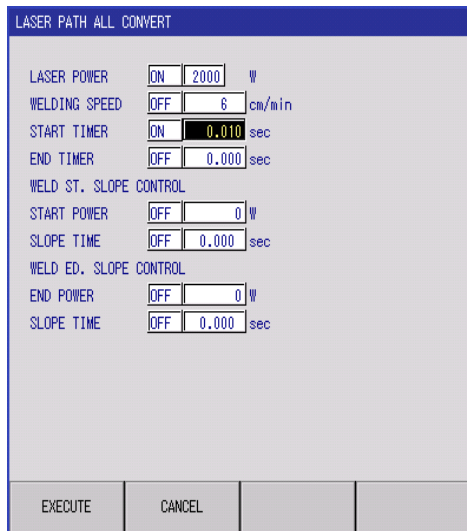 LASER PATH ALL CONVERT
LASER POWER ON 2000 W
WELDING SPEED OFF 6 cm/min
START TIMER ON 0.010 sec
END TIMER OFF 0.000 sec
WELD ST. SLOPE CONTROL
START POWER OFF 0 W
SLOPE TIME OFF 0.000 sec
WELD ED. SLOPE CONTROL
END POWER OFF 0 W
SLOPE TIME OFF 0.000 sec
EXECUTE CANCEL